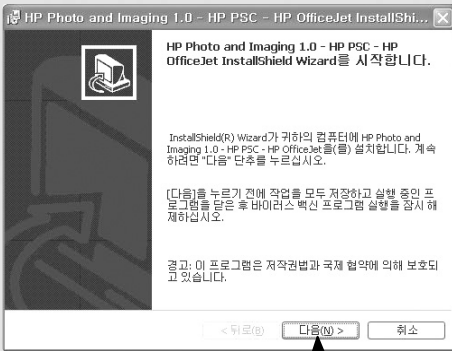 HP Photo and Imaging 1.0 - HP PSC - HP OfficeJet InstallShi...
HP Photo and Imaging 1.0 - HP PSC - HP
OfficeJet InstallShield Wizard를 시작합니다.
InstallShield(R) Wizard가 귀하의 컴퓨터에 HP Photo and
Imaging 1.0 - HP PSC - HP OfficeJet을(를) 설치합니다. 계속
하려면 "다음" 단추를 누르십시오.
[다음]을 누르기 전에 작업을 모두 저장하고 실행 중인 프
로그램을 닫은 후 바이러스 백신 프로그램 실행을 잠시 해
제하십시오.
경고: 이 프로그램은 저작권법과 국제 협약에 의해 보호되
고 있습니다.
< 뒤로(B)
다음(N) >
취소